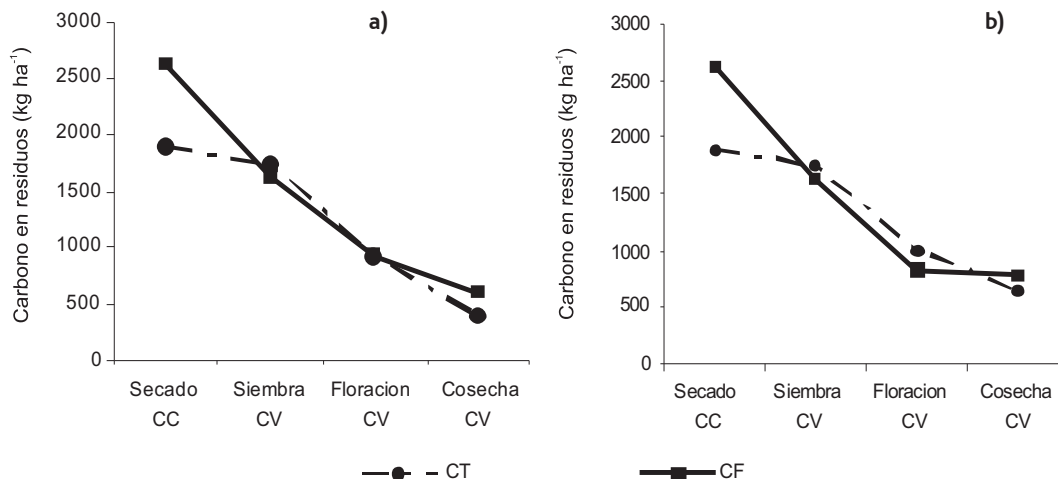 a)
Carbono en residuos (kg ha⁻¹)
3000
2500
2000
1500
1000
500
0
Secado Siembra Floracion Cosecha
CC CV CV CV
b)
Carbono en residuos (kg ha⁻¹)
3000
2500
2000
1500
1000
500
0
Secado Siembra Floracion Cosecha
CC CV CV CV
CT CF